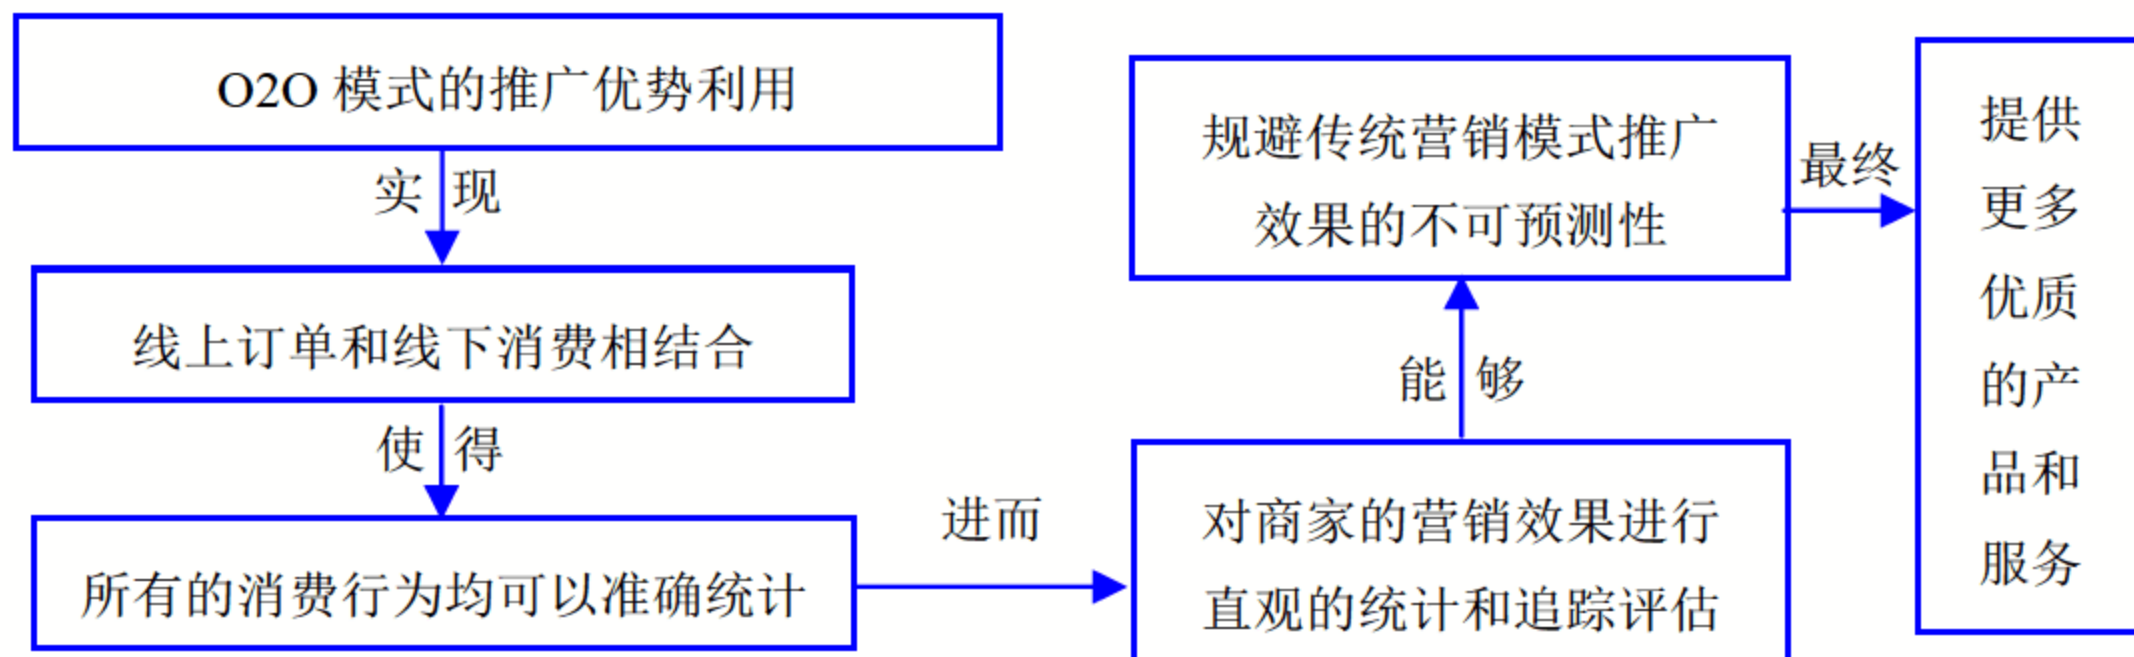 O2O 模式的推广优势利用
实现
线上订单和线下消费相结合
使得
所有的消费行为均可以准确统计
进而
对商家的营销效果进行
直观的统计和追踪评估
能够
规避传统营销模式推广
效果的不可预测性
最终
提供
更多
优质
的产
品和
服务